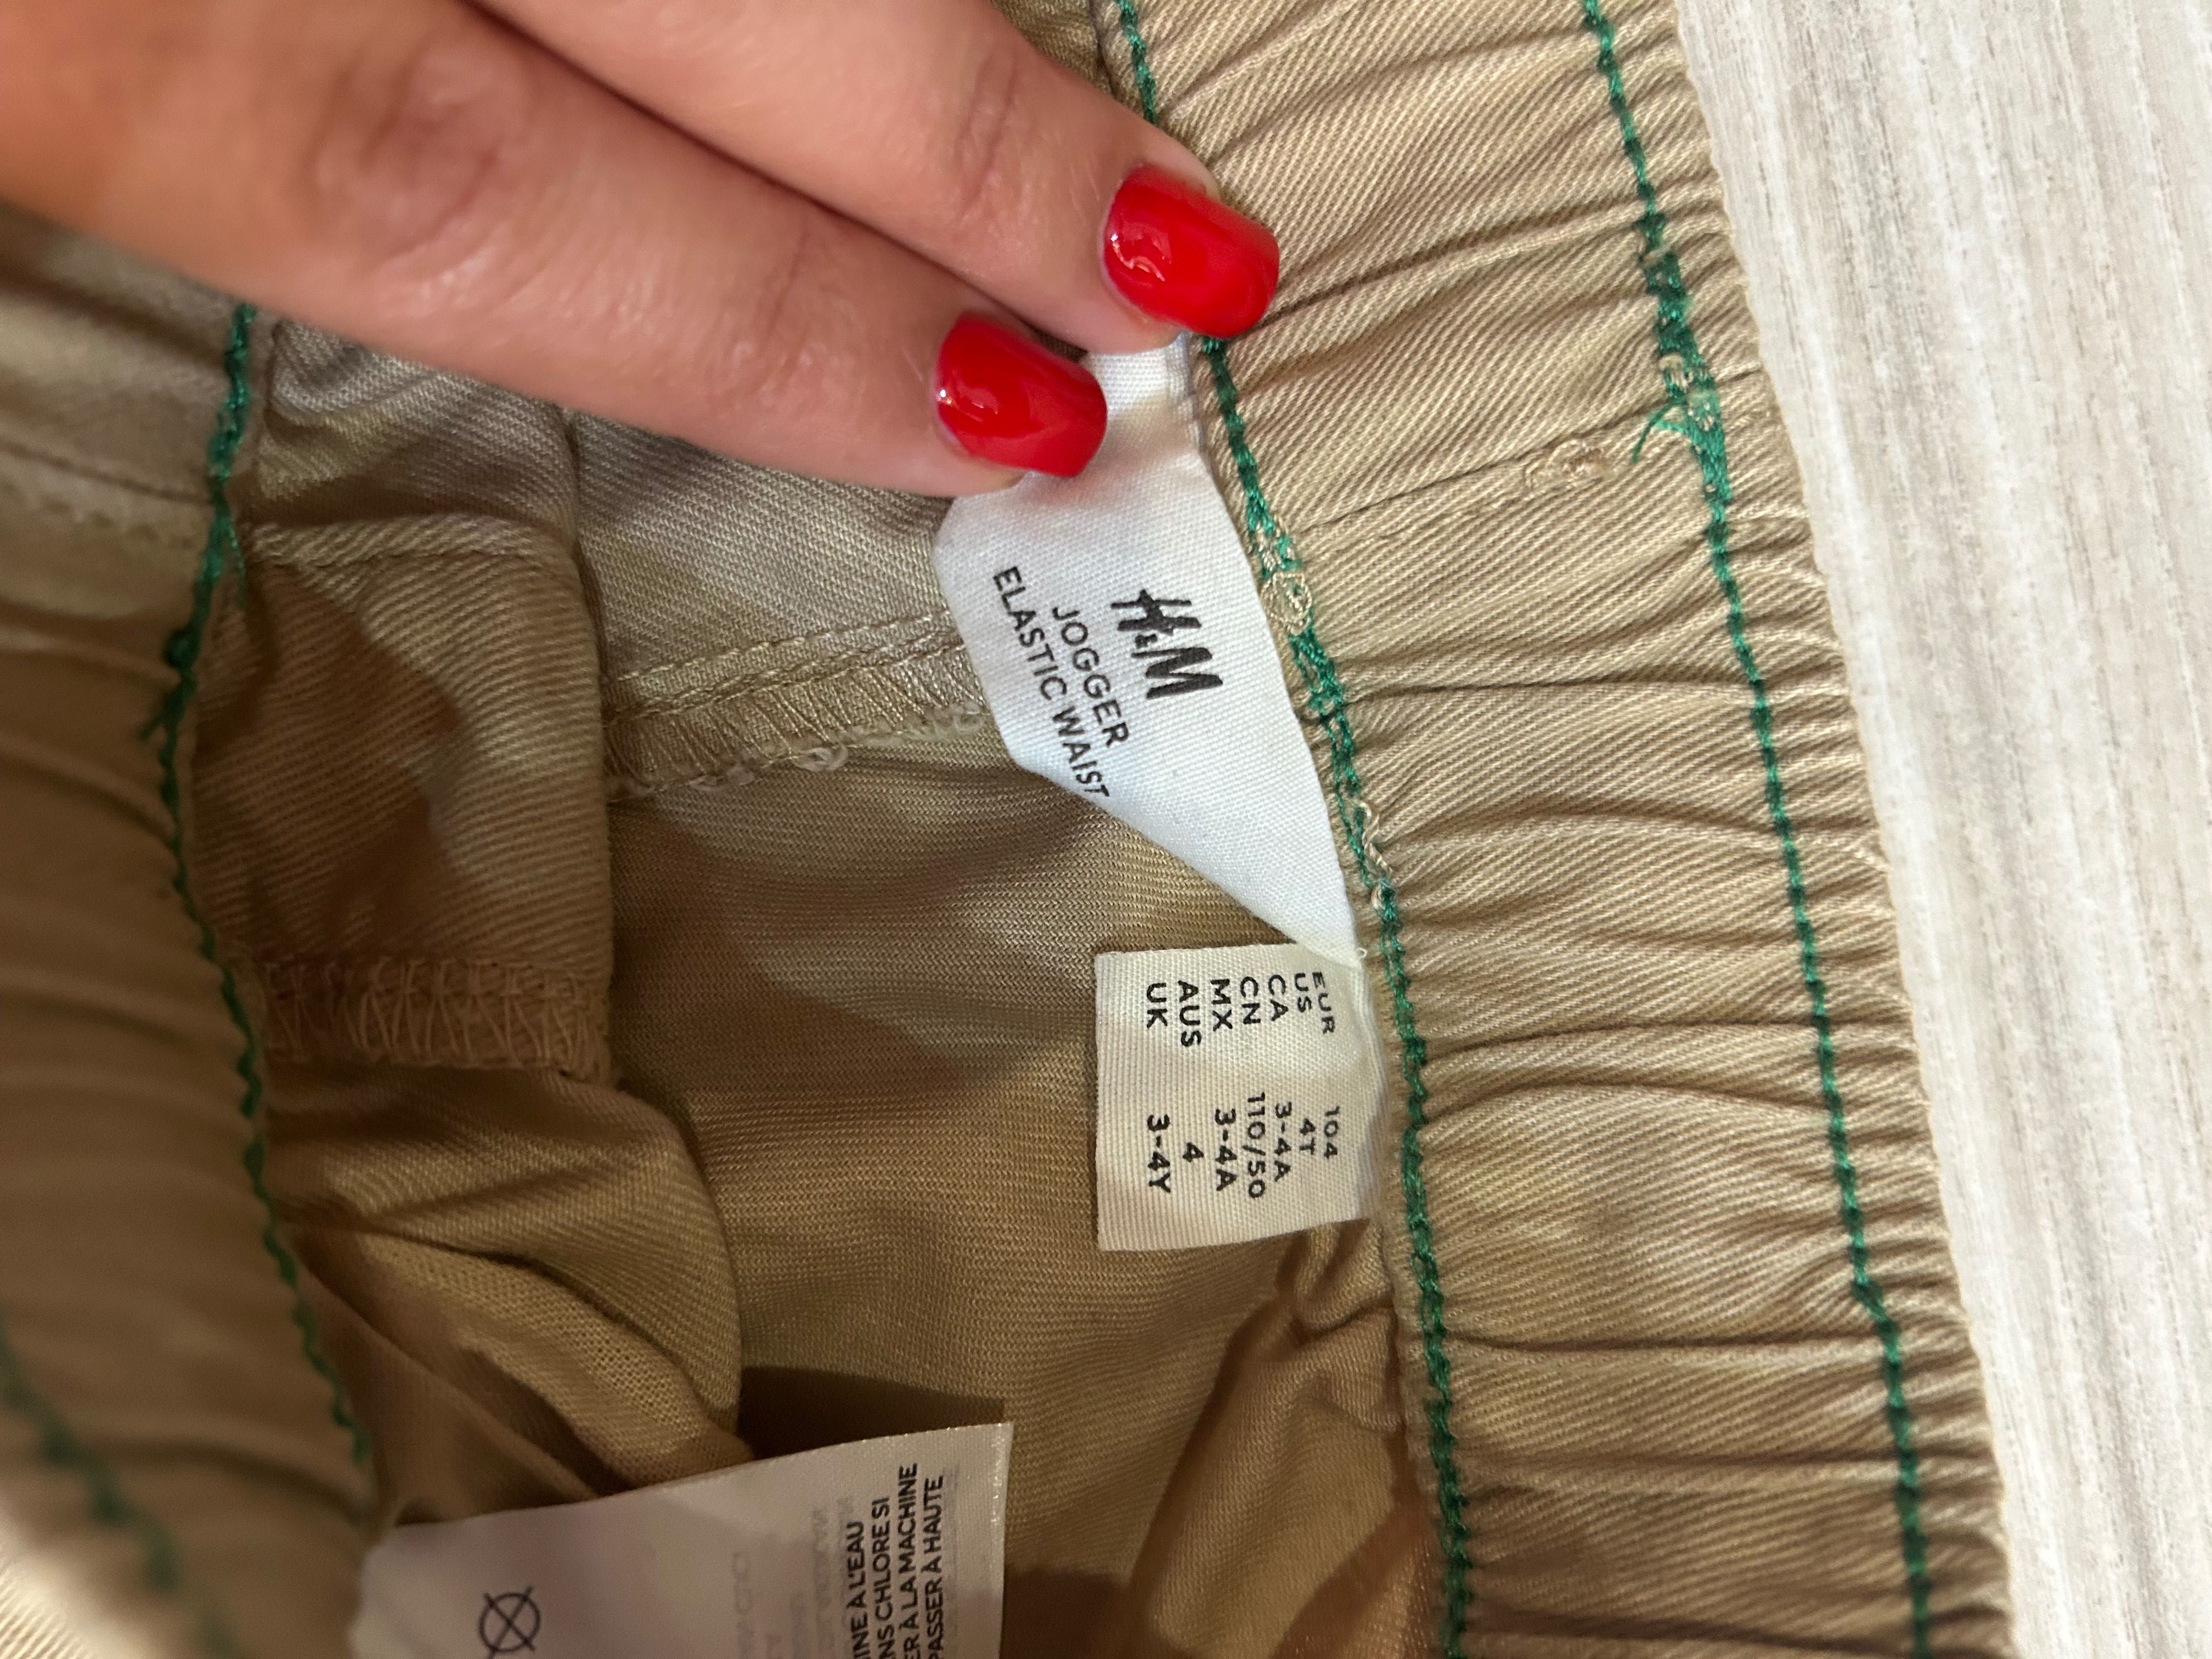 H&M
JOGGER
ELASTIC WAIST
EUR 104
US 4T
CA 3-4A
CN 110/50
MX 3-4A
AUS 4
UK 3-4Y
L'EAU
CHLORE SI
À LA MACHINE
PASSER À HAUTE